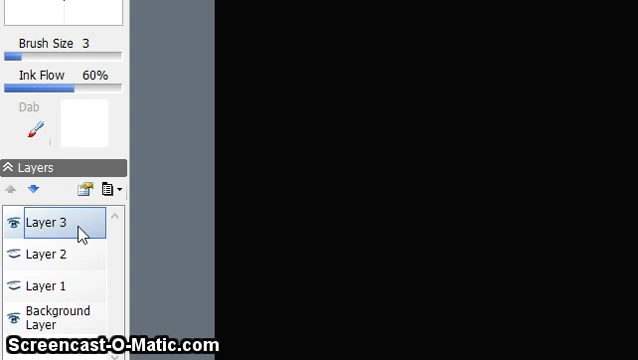 Brush Size 3
Ink Flow 60%
Dab
Layers
Layer 3
Layer 2
Layer 1
Background
Layer
Screencast-O-Matic.com